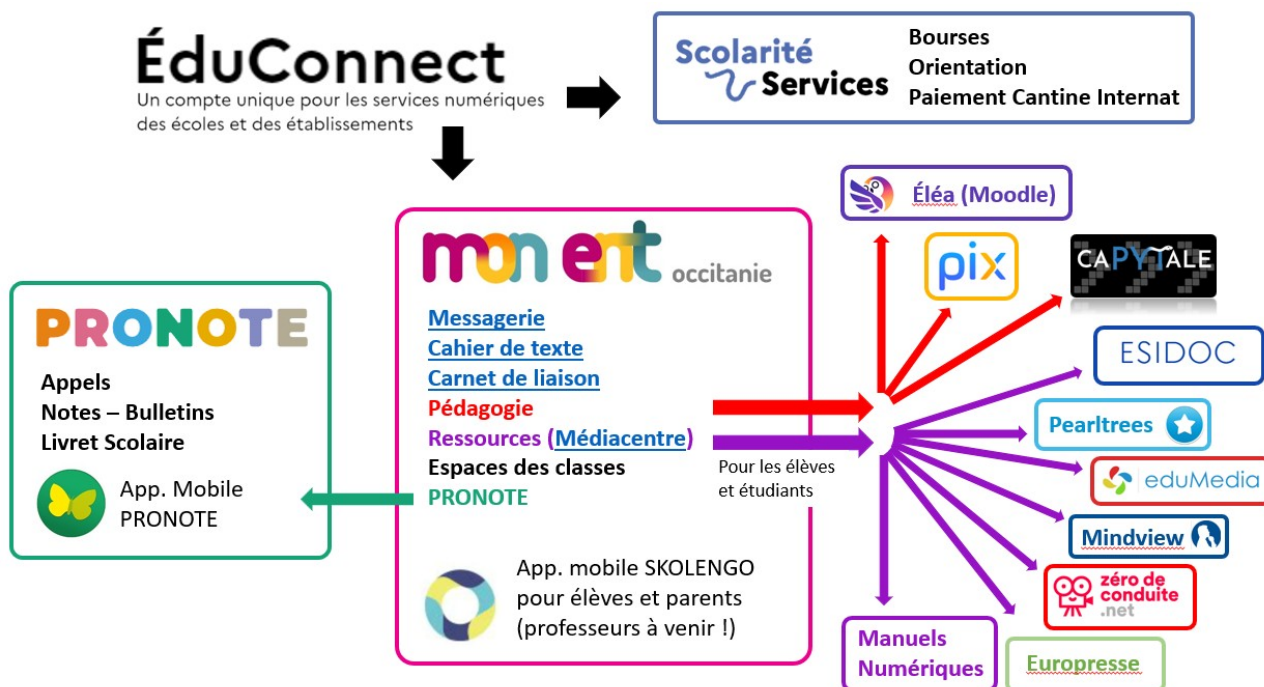 ÉduConnect
Un compte unique pour les services numériques
des écoles et des établissements
Scolarité
Services
Bourses
Orientation
Paiement Cantine Internat
PRONOTE
Appels
Notes – Bulletins
Livret Scolaire
App. Mobile
PRONOTE
mon ent occitanie
Messagerie
Cahier de texte
Carnet de liaison
Pédagogie
Ressources (Médiacentre)
Espaces des classes
PRONOTE
App. mobile SKOLENGO
pour élèves et parents
(professeurs à venir !)
Pour les élèves
et étudiants
Éléa (Moodle)
pix
CAPYTALE
ESIDOC
Pearltrees
eduMedia
Mindview
zéro de
conduite
.net
Europresse
Manuels
Numériques